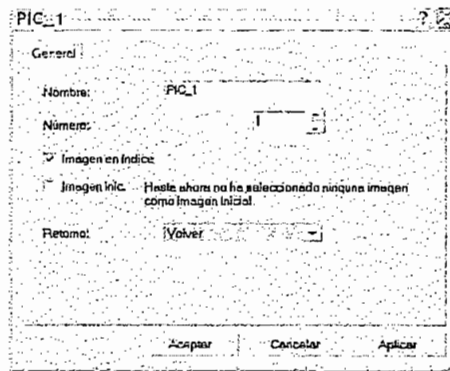 PIC_1 ?
General
Nombre: PIC_1
Número: 1
Imagen en índice
Imagen inic. Hasta ahora no ha seleccionado ninguna imagen
como Imagen Inicial.
Retorno: Volver
Aceptar Cancelar Aplicar